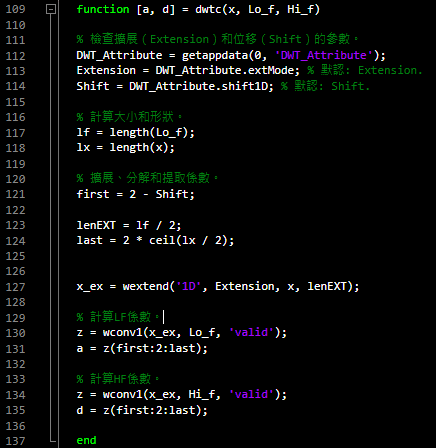 109 function [a, d] = dwtc(x, Lo_f, Hi_f)
110
111 % 檢查擴展（Extension）和位移（Shift）的參數。
112 DWT_Attribute = getappdata(0, 'DWT_Attribute');
113 Extension = DWT_Attribute.extMode; % 默認: Extension.
114 Shift = DWT_Attribute.shift1D; % 默認: Shift.
115
116 % 計算大小和形狀。
117 lf = length(Lo_f);
118 lx = length(x);
119
120 % 擴展、分解和提取係數。
121 first = 2 - Shift;
122
123 lenEXT = lf / 2;
124 last = 2 * ceil(lx / 2);
125
126
127 x_ex = wextend('1D', Extension, x, lenEXT);
128
129 % 計算LF係數。
130 z = wconv1(x_ex, Lo_f, 'valid');
131 a = z(first:2:last);
132
133 % 計算HF係數。
134 z = wconv1(x_ex, Hi_f, 'valid');
135 d = z(first:2:last);
136
137 end